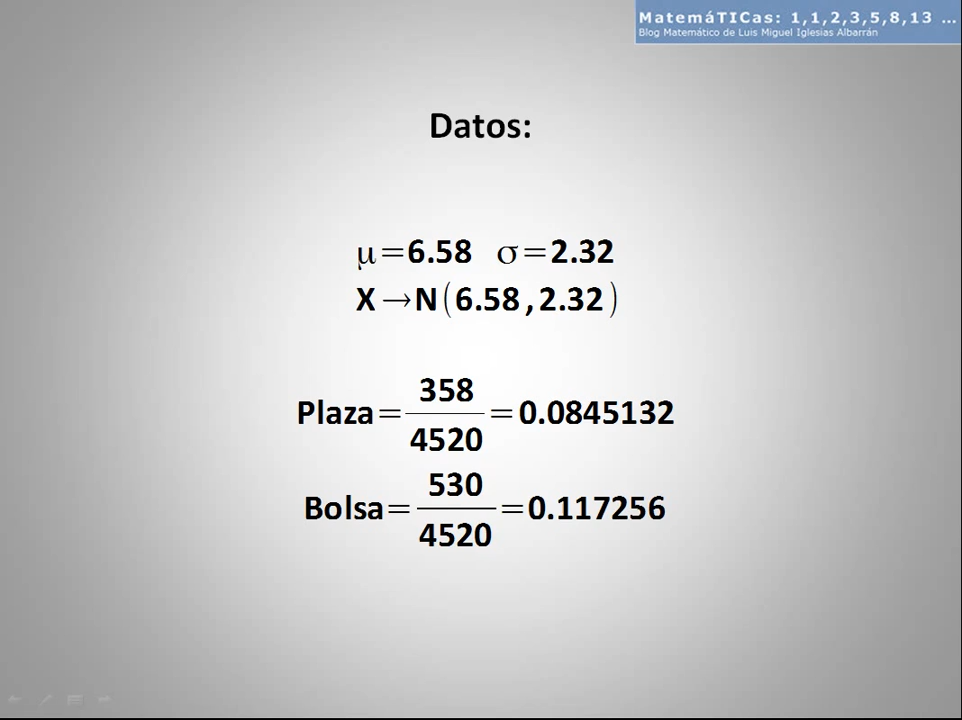 MatemáTICas: 1,1,2,3,5,8,13 ...
Blog Matemático de Luis Miguel Iglesias Albarrán
Datos:
μ=6.58 σ=2.32
X→N(6.58,2.32)
Plaza=358/4520=0.0845132
Bolsa=530/4520=0.117256